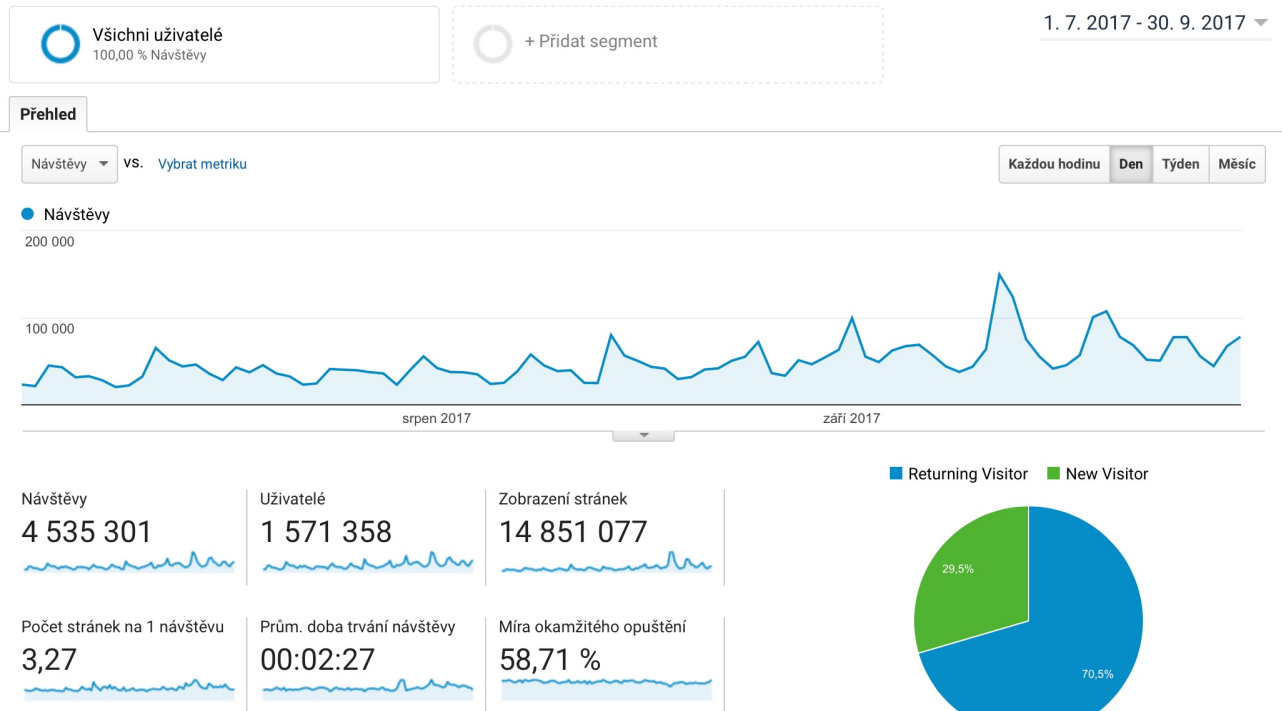 Všichni uživatelé
100,00 % Návštěvy
+ Přidat segment
1. 7. 2017 - 30. 9. 2017
Přehled
Návštěvy
vs.
Vybrat metriku
Každou hodinu
Den
Týden
Měsíc
Návštěvy
200 000
100 000
srpen 2017
září 2017
Returning Visitor
New Visitor
Návštěvy
4 535 301
Uživatelé
1 571 358
Zobrazení stránek
14 851 077
29,5%
70,5%
Počet stránek na 1 návštěvu
3,27
Prům. doba trvání návštěvy
00:02:27
Míra okamžitého opuštění
58,71 %